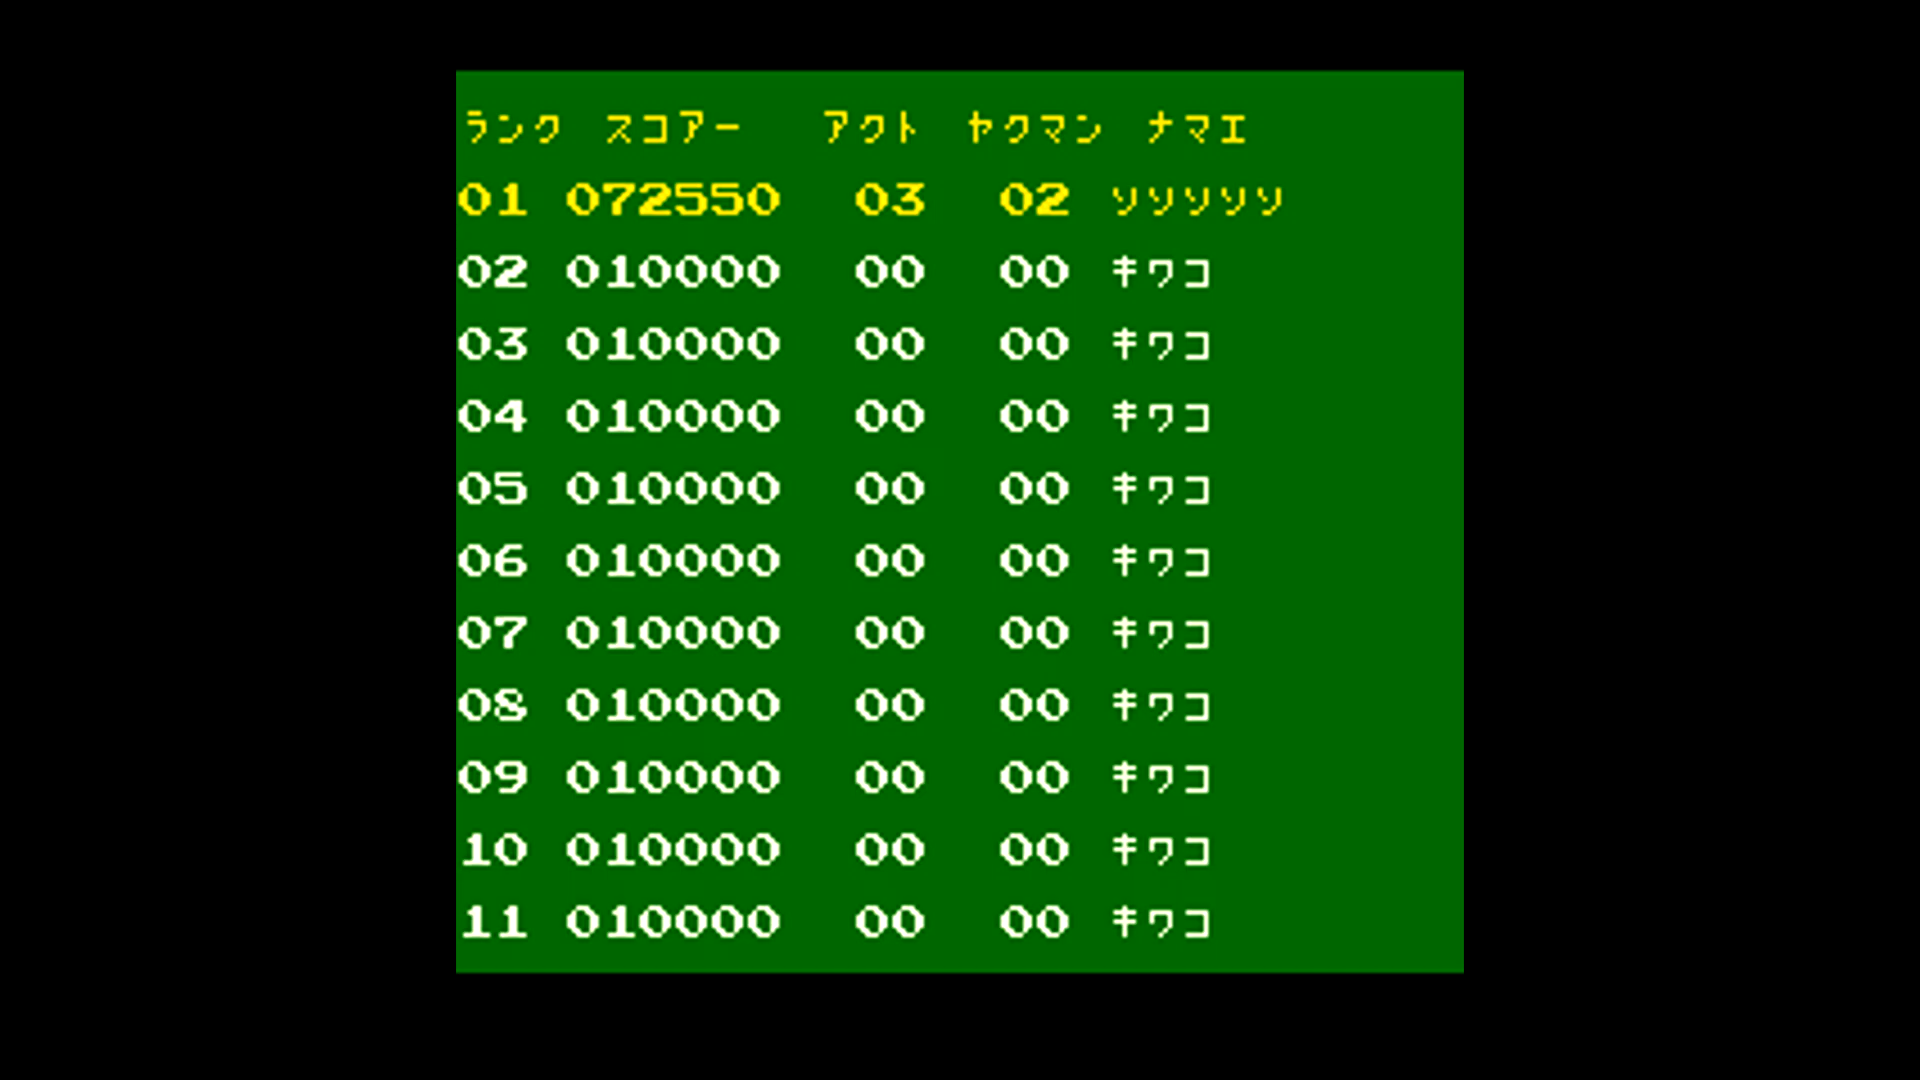 ランク スコアー アクト ヤクマン ナマエ
01 072550 03 02 ソソソソソ
02 010000 00 00 キワコ
03 010000 00 00 キワコ
04 010000 00 00 キワコ
05 010000 00 00 キワコ
06 010000 00 00 キワコ
07 010000 00 00 キワコ
08 010000 00 00 キワコ
09 010000 00 00 キワコ
10 010000 00 00 キワコ
11 010000 00 00 キワコ